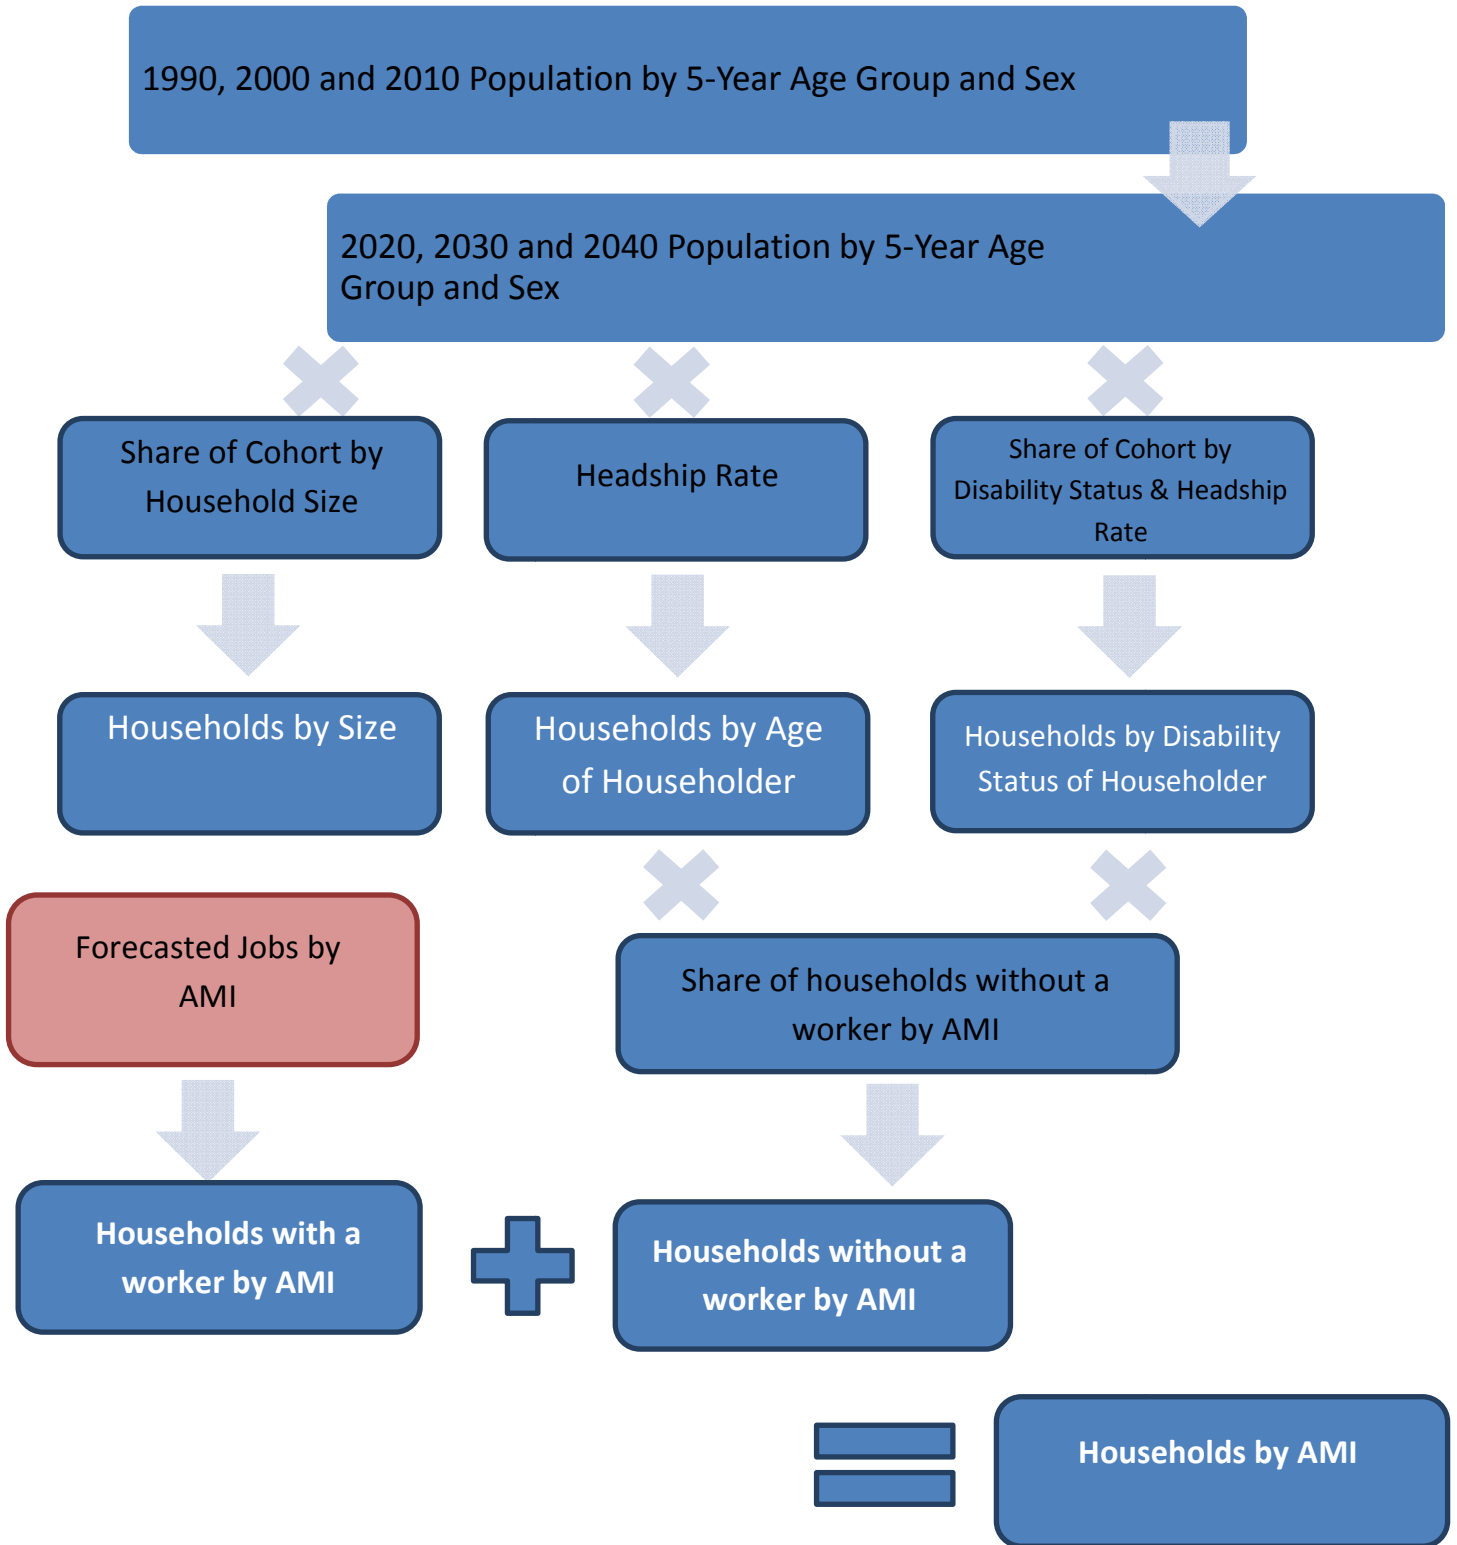 1990, 2000 and 2010 Population by 5-Year Age Group and Sex
2020, 2030 and 2040 Population by 5-Year Age
Group and Sex
Share of Cohort by
Household Size
Headship Rate
Share of Cohort by
Disability Status & Headship
Rate
Households by Size
Households by Age
of Householder
Households by Disability
Status of Householder
Forecasted Jobs by
AMI
Share of households without a
worker by AMI
Households with a
worker by AMI
Households without a
worker by AMI
Households by AMI